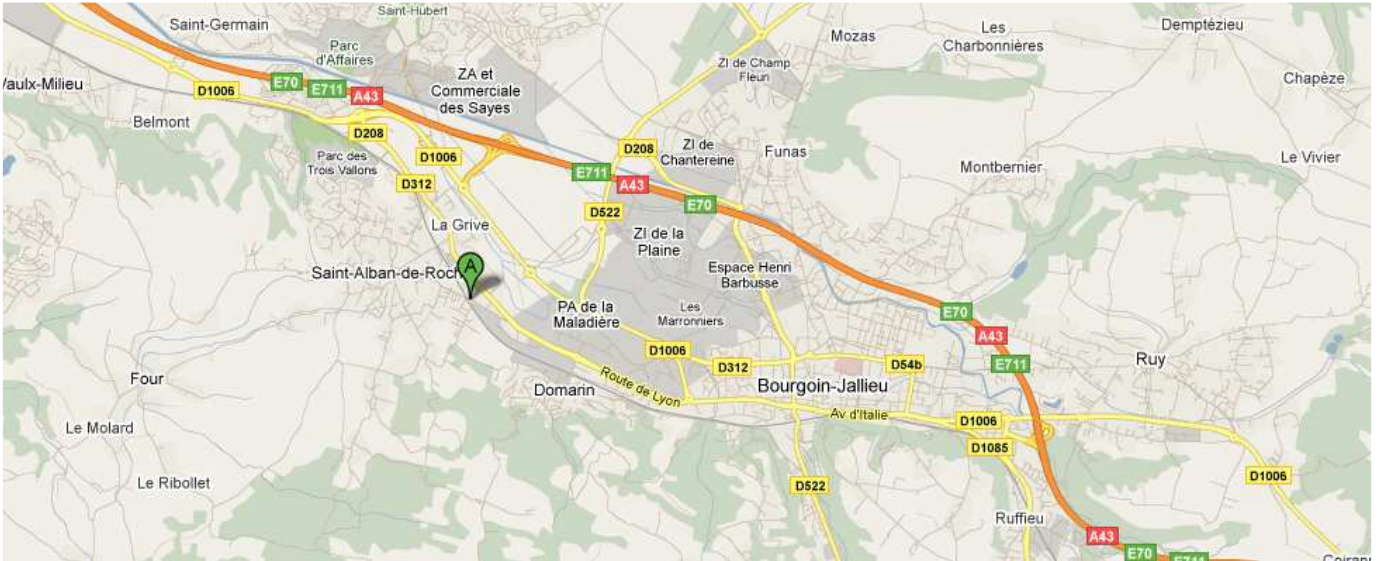 Saint-Hubert
Saint-Germain
Demptézieu
Les
Charbonnières
Mozas
Parc
d'Affaires
ZI de Champ
Fleuri
Vaulx-Milieu
E70
E711
A43
D1006
ZA et
Commerciale
des Sayes
Chapèze
Belmont
D208
D208
ZI de
Chantereine
Funas
Parc des
Trois Vallons
D1006
Le Vivier
Montbernier
D312
E711
A43
E70
D522
La Grive
ZI de la
Plaine
Saint-Alban-de-Roch
A
Espace Henri
Barbusse
PA de la
Maladière
Les
Marronniers
E70
A43
E711
D1006
D312
D54b
Ruy
Four
Domarin
Route de Lyon
Bourgoin-Jallieu
Av d'Italie
Le Molard
D1006
D1085
D1006
Le Ribollet
D522
Ruffieu
A43
E70
E711